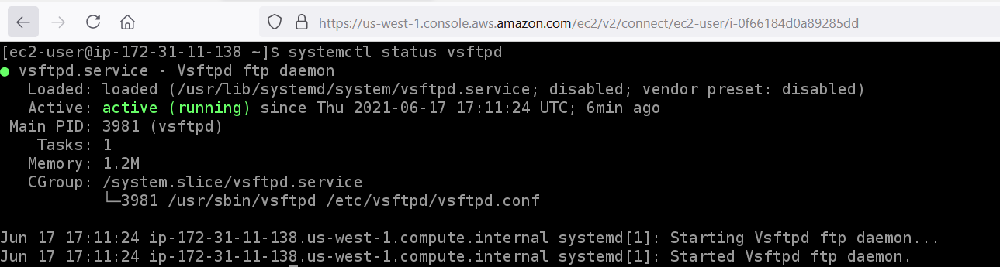 https://us-west-1.console.aws.amazon.com/ec2/v2/connect/ec2-user/i-0f66184d0a89285dd
[ec2-user@ip-172-31-11-138 ~]$ systemctl status vsftpd
● vsftpd.service - Vsftpd ftp daemon
   Loaded: loaded (/usr/lib/systemd/system/vsftpd.service; disabled; vendor preset: disabled)
   Active: active (running) since Thu 2021-06-17 17:11:24 UTC; 6min ago
 Main PID: 3981 (vsftpd)
    Tasks: 1
   Memory: 1.2M
   CGroup: /system.slice/vsftpd.service
           └─3981 /usr/sbin/vsftpd /etc/vsftpd/vsftpd.conf
Jun 17 17:11:24 ip-172-31-11-138.us-west-1.compute.internal systemd[1]: Starting Vsftpd ftp daemon...
Jun 17 17:11:24 ip-172-31-11-138.us-west-1.compute.internal systemd[1]: Started Vsftpd ftp daemon.